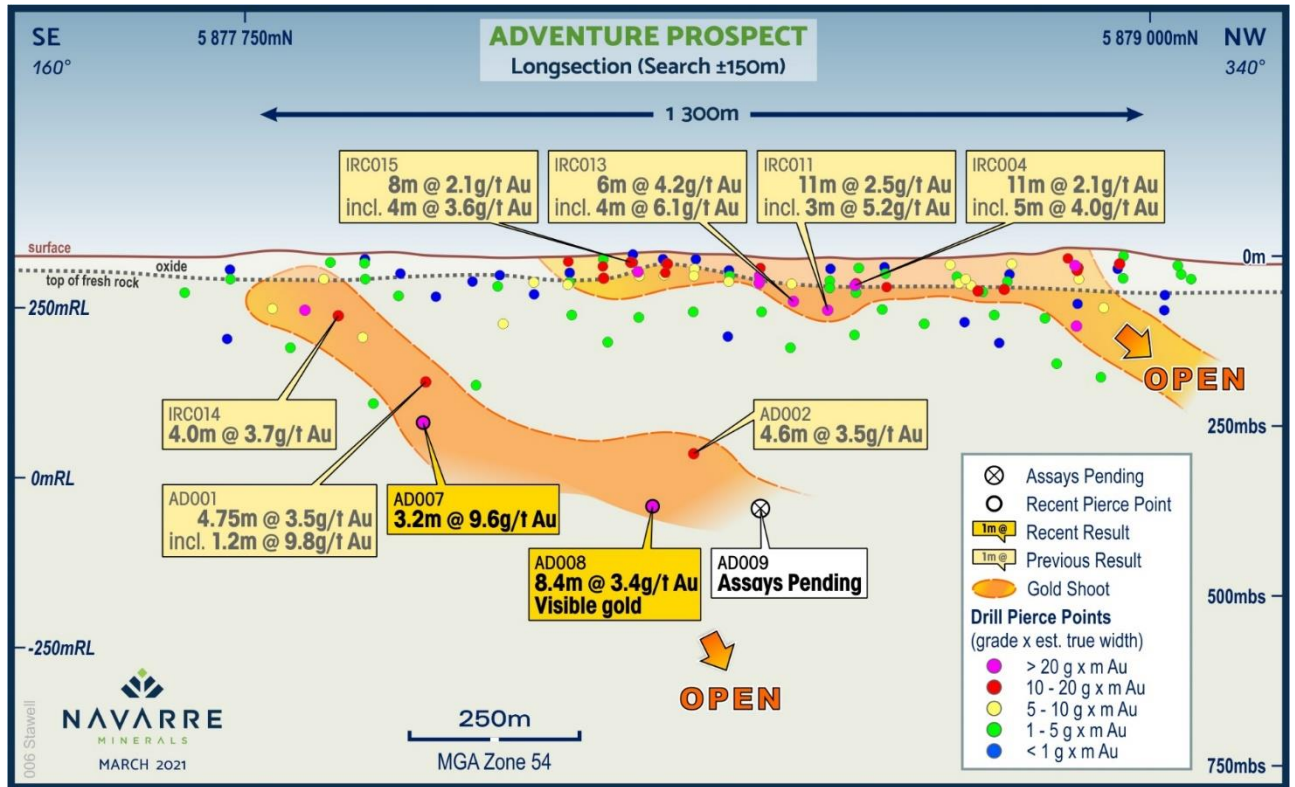 SE
160°
5 877 750mN
ADVENTURE PROSPECT
Longsection (Search ±150m)
5 879 000mN
NW
340°
1 300m
IRC015
8m @ 2.1g/t Au
incl. 4m @ 3.6g/t Au
IRC013
6m @ 4.2g/t Au
incl. 4m @ 6.1g/t Au
IRC011
11m @ 2.5g/t Au
incl. 3m @ 5.2g/t Au
IRC004
11m @ 2.1g/t Au
incl. 5m @ 4.0g/t Au
surface
oxide
top of fresh rock
0m
250mRL
OPEN
IRC014
4.0m @ 3.7g/t Au
AD002
4.6m @ 3.5g/t Au
250mbs
0mRL
AD001
4.75m @ 3.5g/t Au
incl. 1.2m @ 9.8g/t Au
AD007
3.2m @ 9.6g/t Au
AD008
8.4m @ 3.4g/t Au
Visible gold
AD009
Assays Pending
500mbs
-250mRL
OPEN
Assays Pending
Recent Pierce Point
1m @ Recent Result
1m @ Previous Result
Gold Shoot
Drill Pierce Points
(grade x est. true width)
> 20 g x m Au
10 - 20 g x m Au
5 - 10 g x m Au
1 - 5 g x m Au
< 1 g x m Au
750mbs
006 Stawell
NAVARRE
MINERALS
MARCH 2021
250m
MGA Zone 54